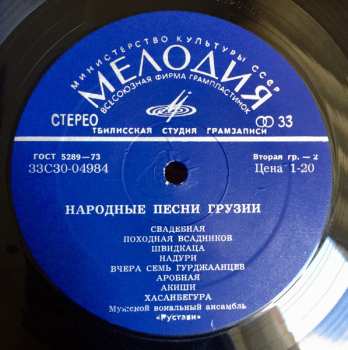 МИНИСТЕРСТВО КУЛЬТУРЫ СССР
МЕЛОДИЯ
ВСЕСОЮЗНАЯ ФИРМА ГРАМПЛАСТИНОК
СТЕРЕО
33
ТБИЛИССКАЯ СТУДИЯ ГРАМЗАПИСИ
ГОСТ 5289-73
Вторая гр. - 2
33С30-04984
Цена 1-20
НАРОДНЫЕ ПЕСНИ ГРУЗИИ
СВАДЕБНАЯ
ПОХОДНАЯ ВСАДНИКОВ
ШВИДКАЦА
НАДУРИ
ВЧЕРА СЕМЬ ГУРДЖААНЦЕВ
АРОБНАЯ
АКИШИ
ХАСАНБЕГУРА
Мужской вокальный ансамбль
«Рустави»